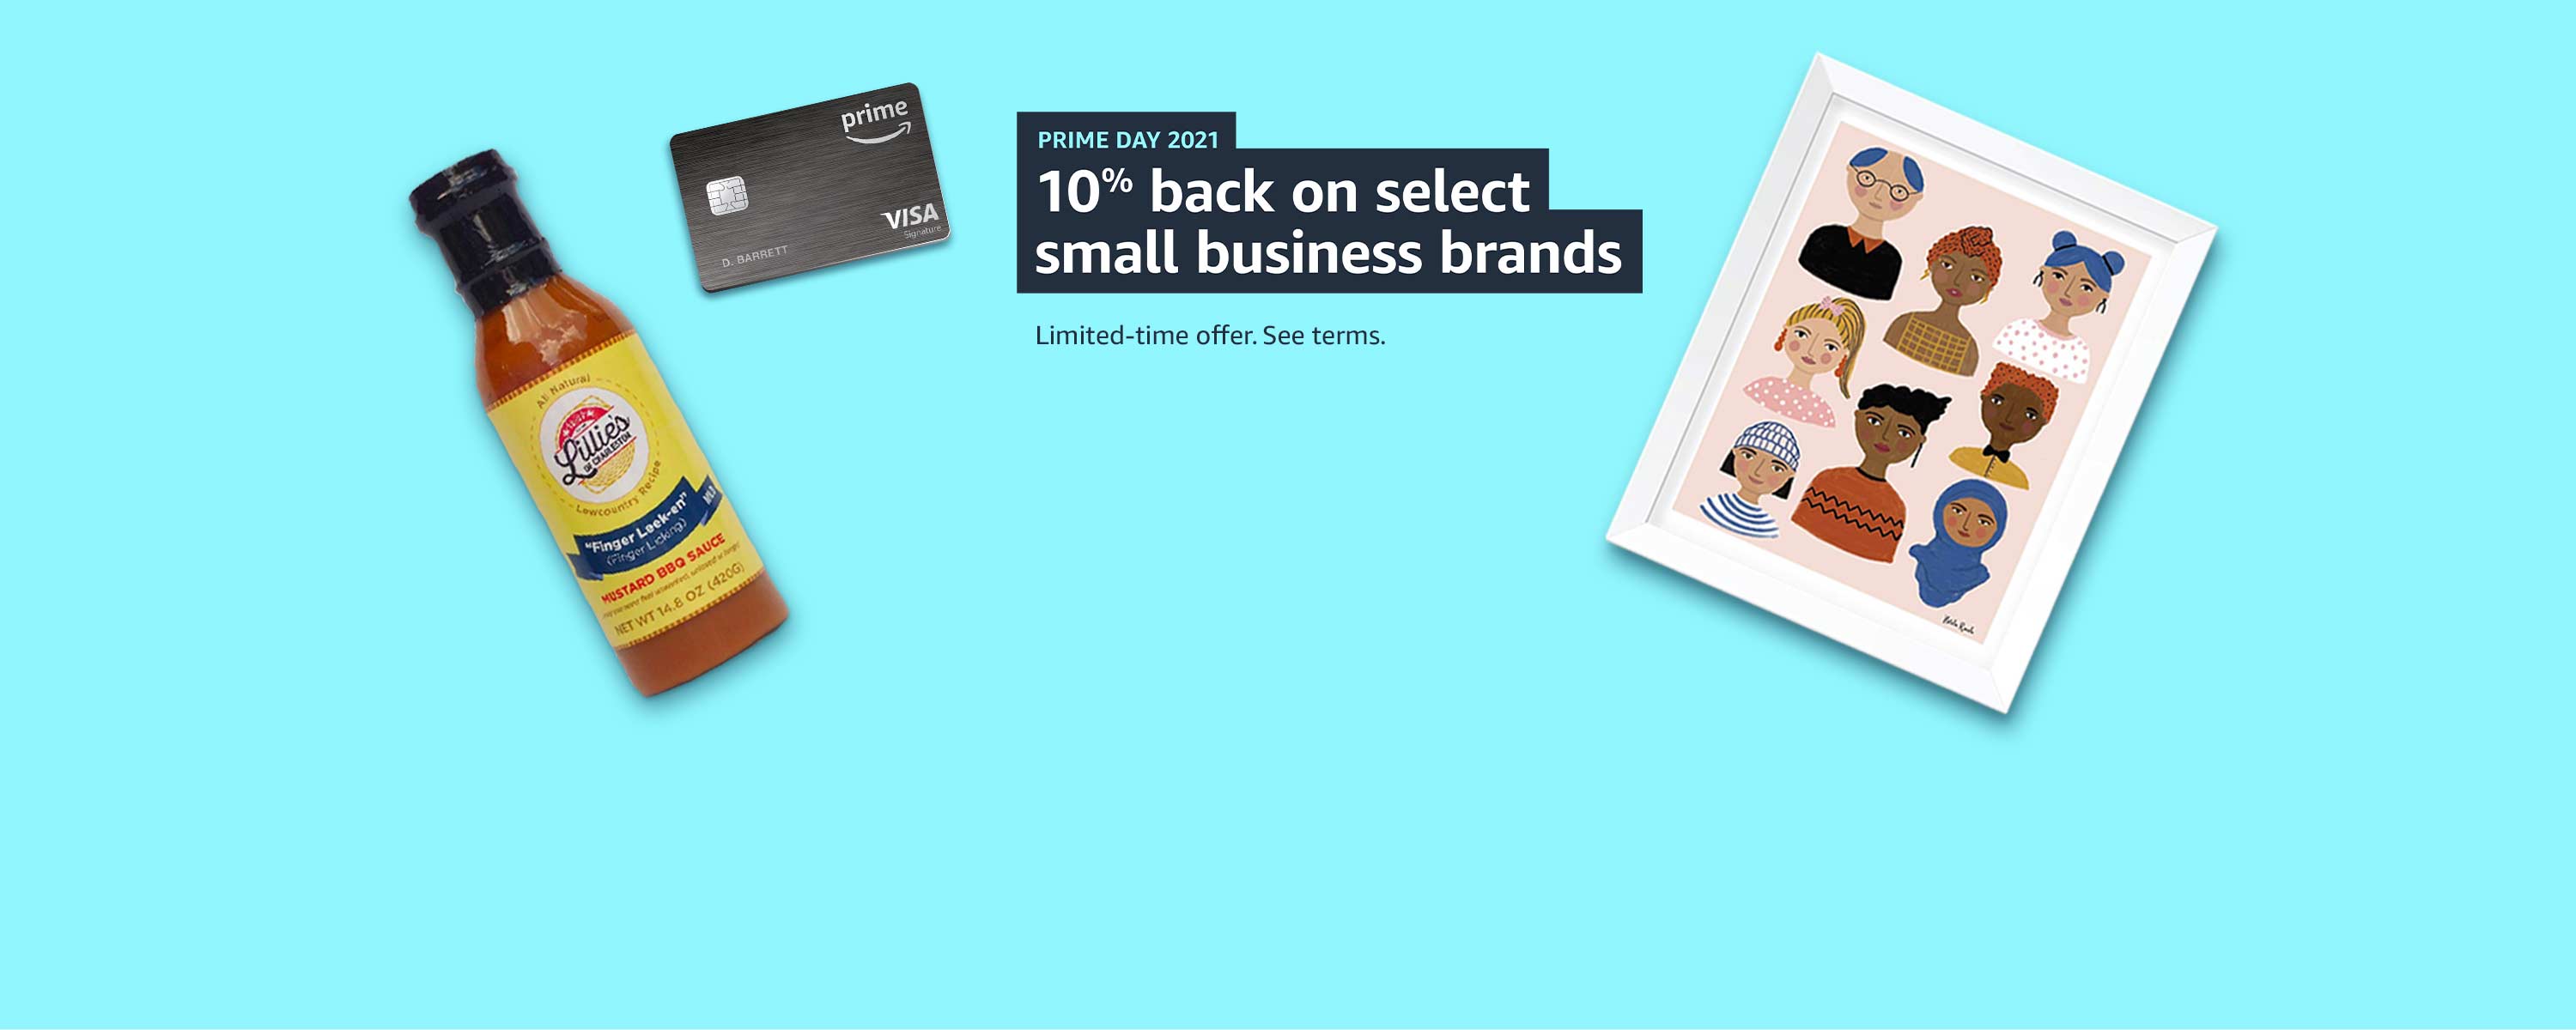 prime
VISA
Signature
D. BARRETT
PRIME DAY 2021
10% back on select
small business brands
Limited-time offer. See terms.
All Natural
Lillie's
OF CHARLESTON
Lowcountry Recipe
"Finger Leek-en"
(Finger Licking)
MILD
MUSTARD BBQ SAUCE
NET WT 14.8 OZ (420G)